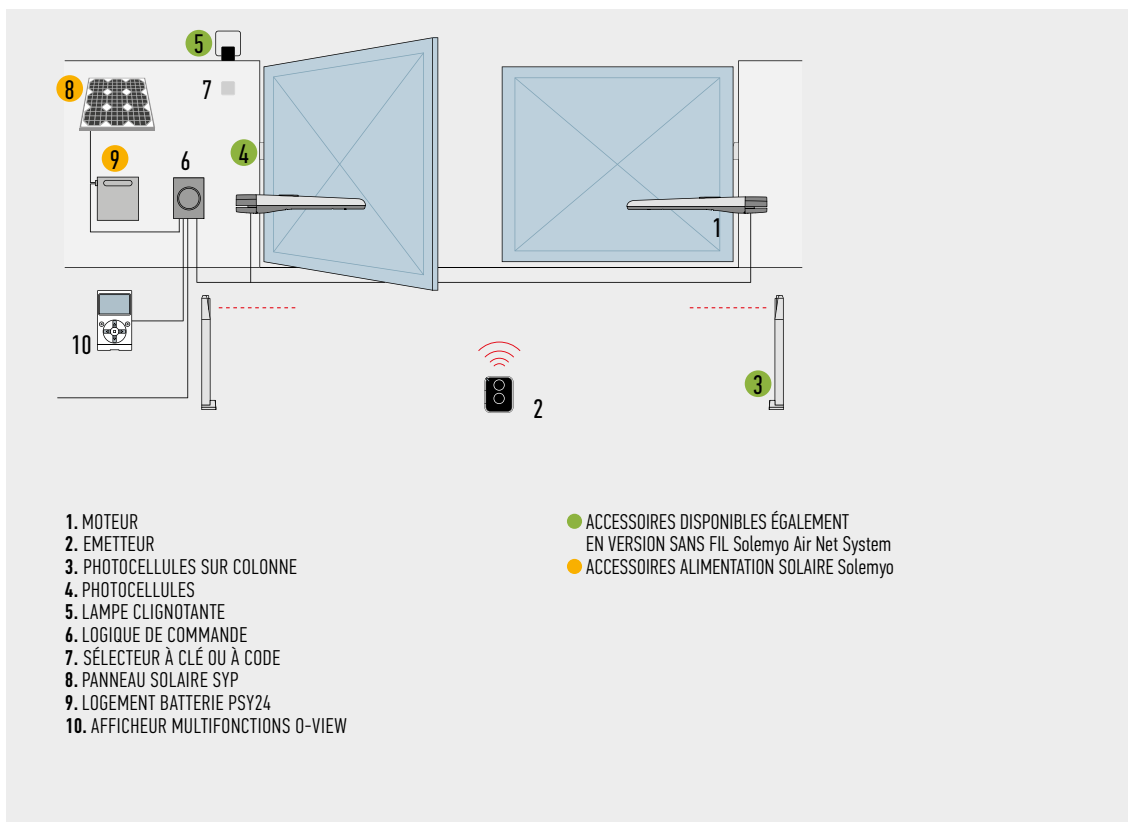 5
8
7
9
6
4
1
10
3
2
1. MOTEUR
2. EMETTEUR
3. PHOTOCELLULES SUR COLONNE
4. PHOTOCELLULES
5. LAMPE CLIGNOTANTE
6. LOGIQUE DE COMMANDE
7. SÉLECTEUR À CLÉ OU À CODE
8. PANNEAU SOLAIRE SYP
9. LOGEMENT BATTERIE PSY24
10. AFFICHEUR MULTIFONCTIONS O-VIEW
ACCESSOIRES DISPONIBLES ÉGALEMENT
EN VERSION SANS FIL Solemyo Air Net System
ACCESSOIRES ALIMENTATION SOLAIRE Solemyo